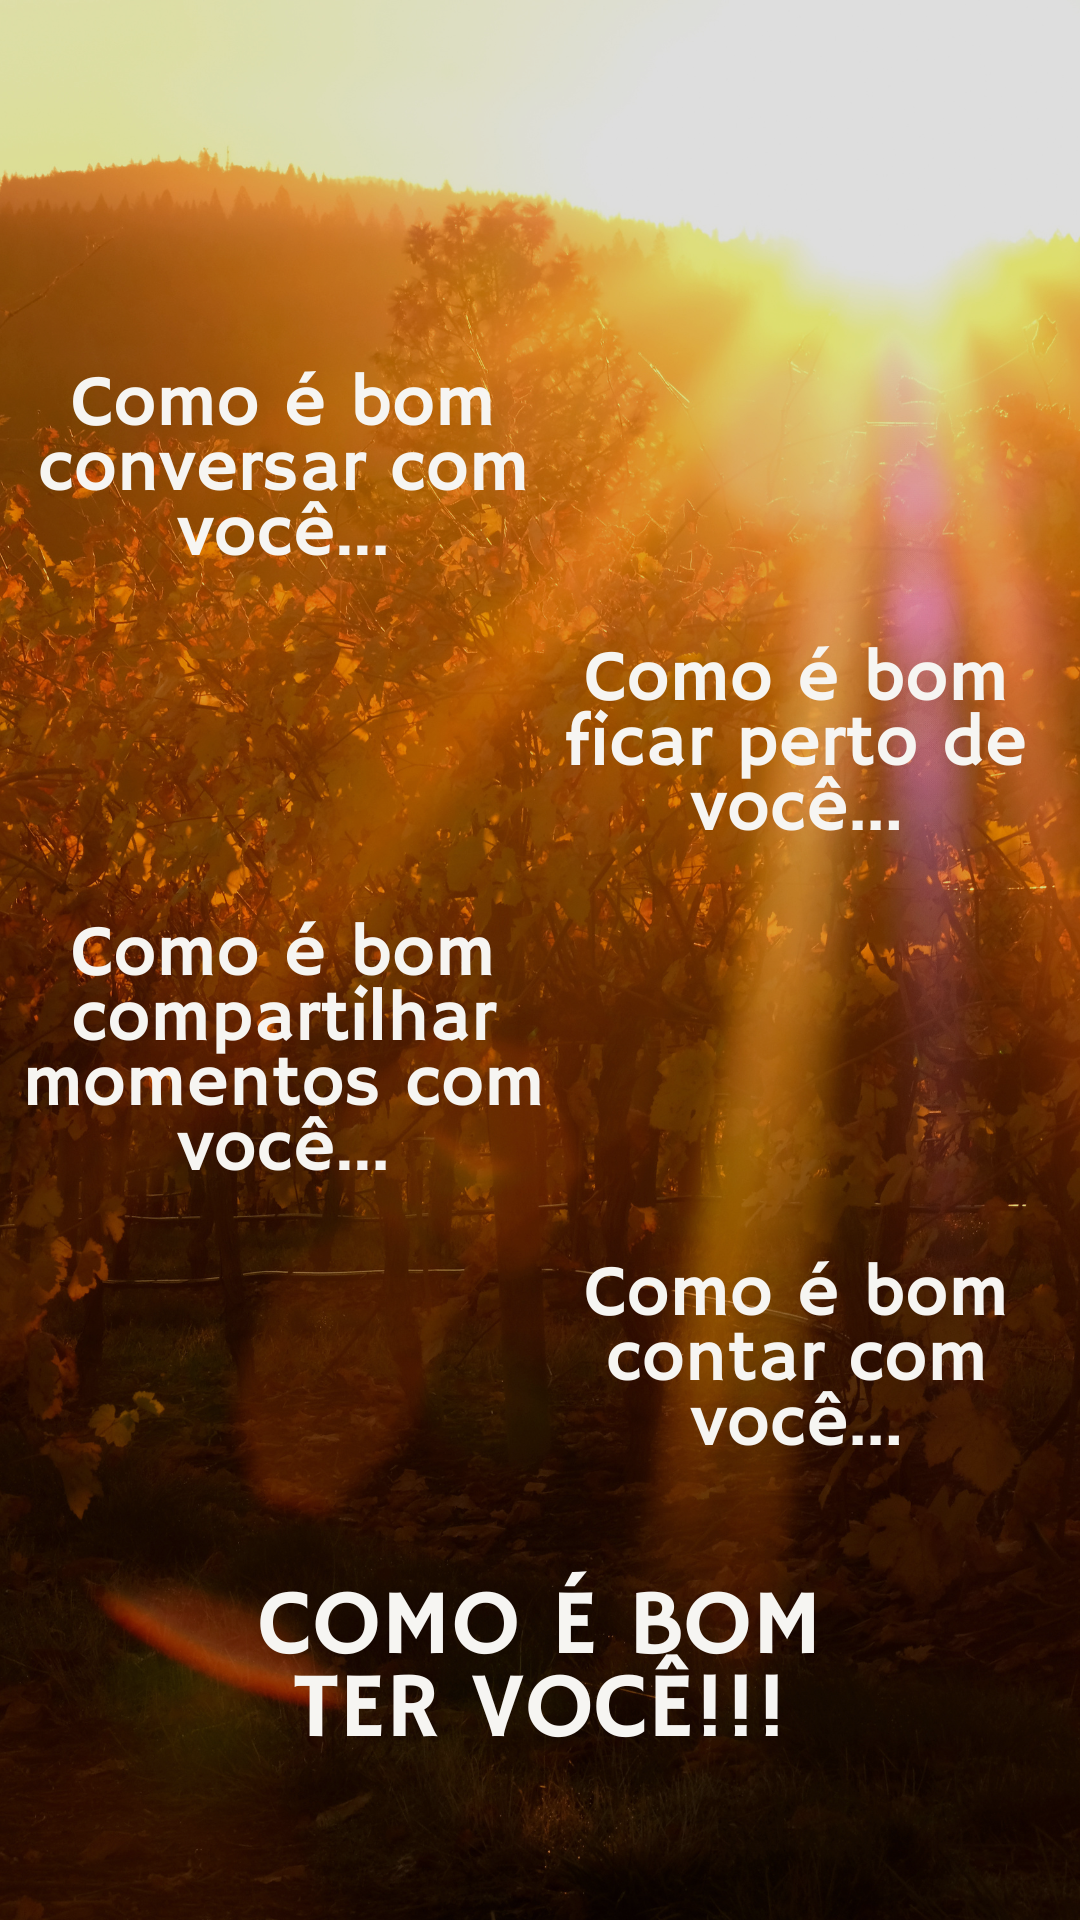 Como é bom
conversar com
você...
Como é bom
ficar perto de
você...
Como é bom
compartilhar
momentos com
você...
Como é bom
contar com
você...
COMO É BOM
TER VOCÊ!!!